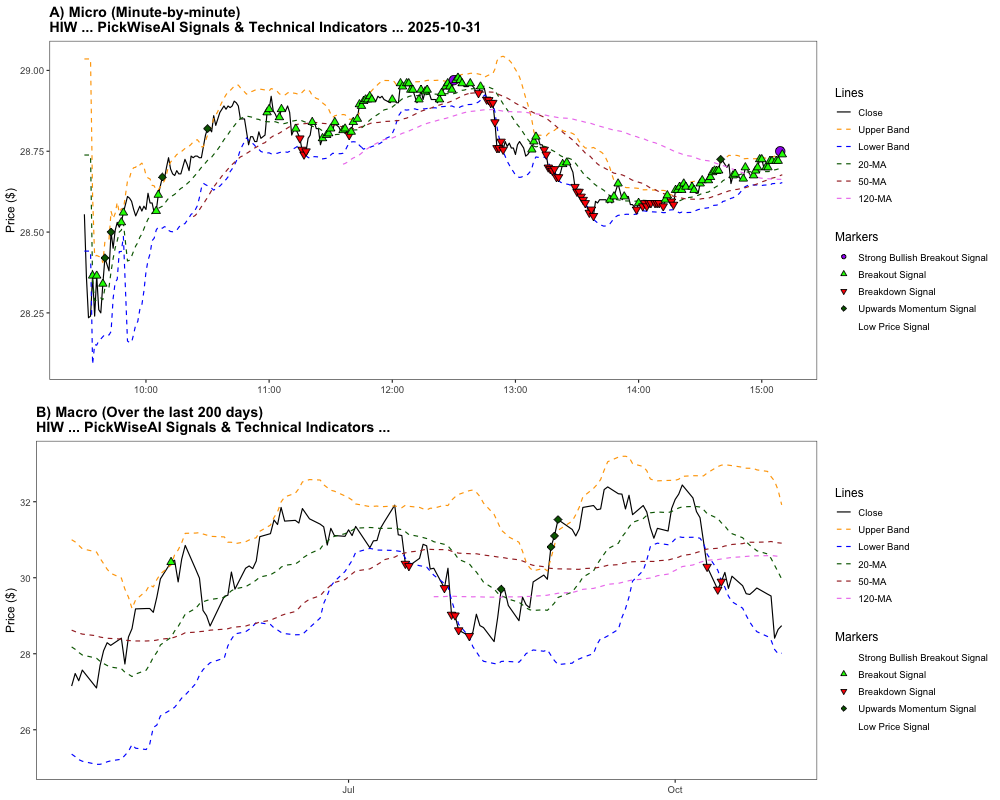 A) Micro (Minute-by-minute)
HIW ... PickWiseAI Signals & Technical Indicators ... 2025-10-31
Price ($)
29.00
28.75
28.50
28.25
10:00
11:00
12:00
13:00
14:00
15:00
Lines
Close
Upper Band
Lower Band
20-MA
50-MA
120-MA
Markers
Strong Bullish Breakout Signal
Breakout Signal
Breakdown Signal
Upwards Momentum Signal
Low Price Signal
B) Macro (Over the last 200 days)
HIW ... PickWiseAI Signals & Technical Indicators ...
Price ($)
32
30
28
26
Jul
Oct
Lines
Close
Upper Band
Lower Band
20-MA
50-MA
120-MA
Markers
Strong Bullish Breakout Signal
Breakout Signal
Breakdown Signal
Upwards Momentum Signal
Low Price Signal